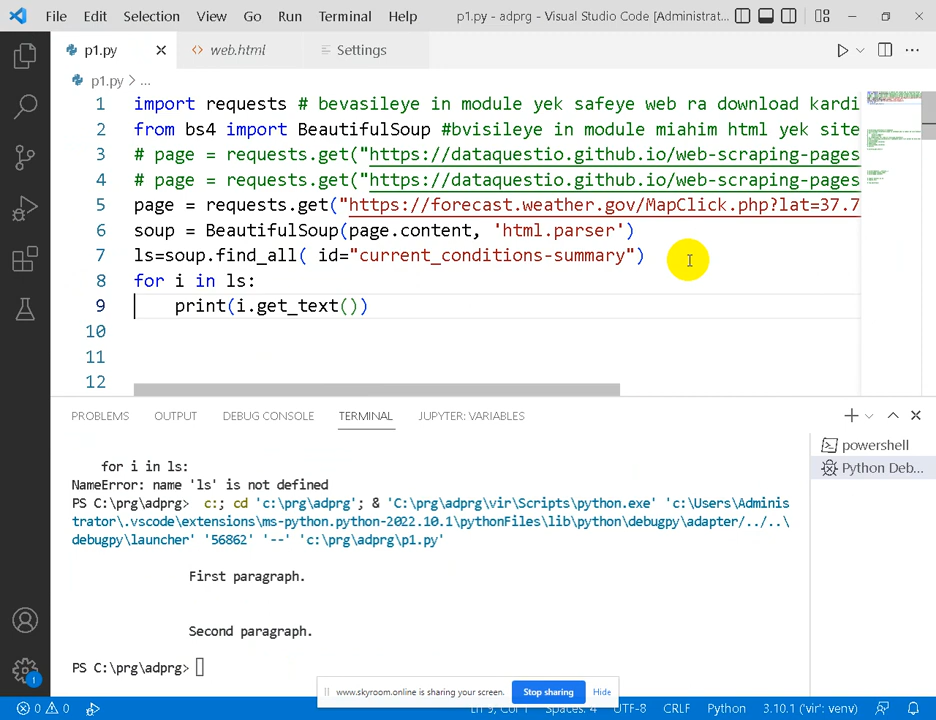 File Edit Selection View Go Run Terminal Help p1.py - adprg - Visual Studio Code [Administrat...
p1.py web.html Settings
p1.py > ...
1 import requests # bevasileye in module yek safeye web ra download kardi
2 from bs4 import BeautifulSoup #bvisileye in module miahim html yek site
3 # page = requests.get("https://dataquestio.github.io/web-scraping-pages
4 # page = requests.get("https://dataquestio.github.io/web-scraping-pages
5 page = requests.get("https://forecast.weather.gov/MapClick.php?lat=37.7
6 soup = BeautifulSoup(page.content, 'html.parser')
7 ls=soup.find_all( id="current_conditions-summary")
8 for i in ls:
9 print(i.get_text())
10
11
12
PROBLEMS OUTPUT DEBUG CONSOLE TERMINAL JUPYTER: VARIABLES
powershell
Python Deb...
for i in ls:
NameError: name 'ls' is not defined
PS C:\prg\adprg> c:; cd 'c:\prg\adprg'; & 'C:\prg\adprg\vir\Scripts\python.exe' 'c:\Users\Adminis
trator\.vscode\extensions\ms-python.python-2022.10.1\pythonFiles\lib\python\debugpy\adapter/../..\
debugpy\launcher' '56862' '--' 'c:\prg\adprg\p1.py'
First paragraph.
Second paragraph.
PS C:\prg\adprg>
www.skyroom.online is sharing your screen. Stop sharing Hide
1
0 0 Ln 9, Col 1 Spaces: 4 UTF-8 CRLF Python 3.10.1 ('vir': venv)